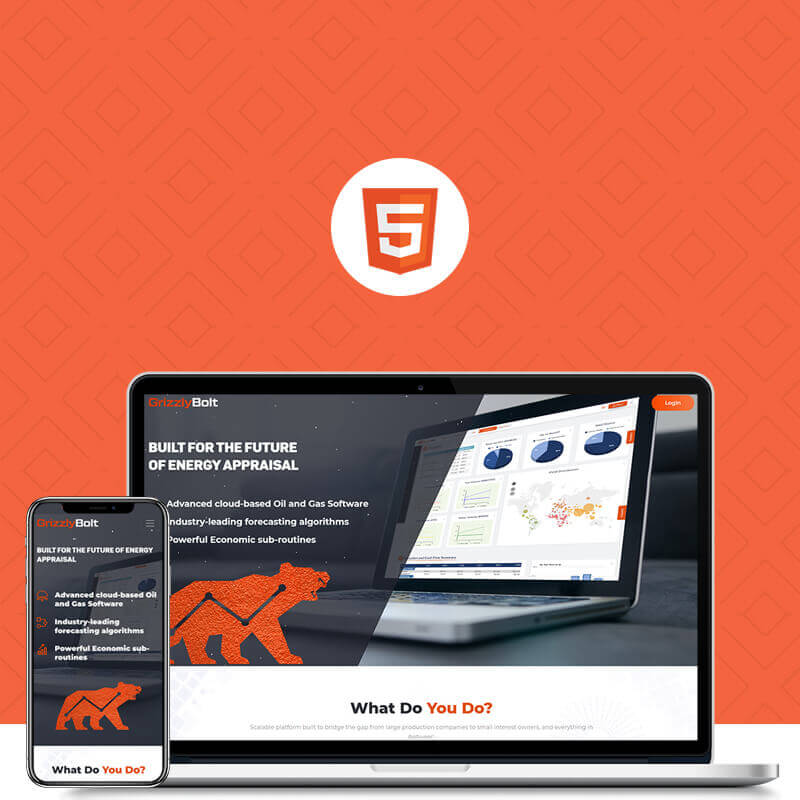 5
GrizzlyBolt
Login
BUILT FOR THE FUTURE
OF ENERGY APPRAISAL
Advanced cloud-based Oil and Gas Software
Industry-leading forecasting algorithms
Powerful Economic sub-routines
What Do You Do?
Scalable platform built to bridge the gap from large production companies to small interest owners, and everything in
between!
GrizzlyBolt
BUILT FOR THE FUTURE OF ENERGY
APPRAISAL
Advanced cloud-based Oil
and Gas Software
Industry-leading
forecasting algorithms
Powerful Economic sub-
routines
What Do You Do?